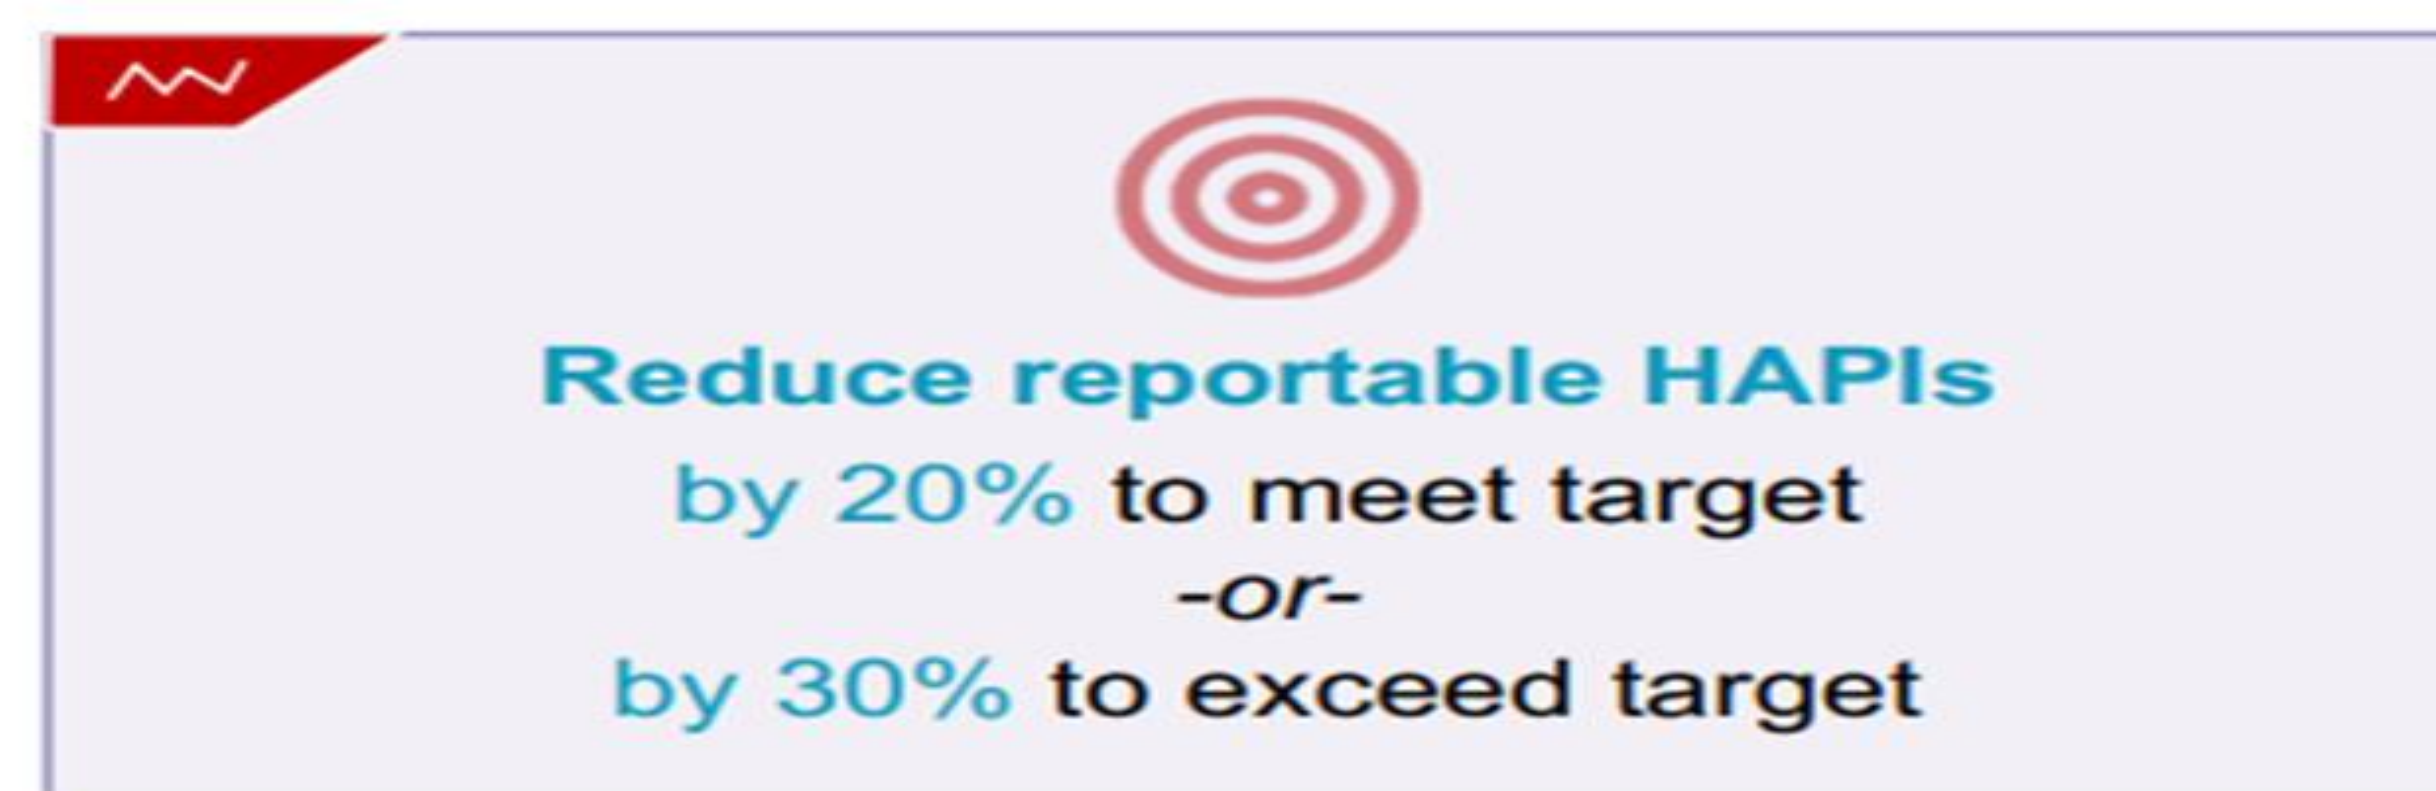 Reduce reportable HAPIs
by 20% to meet target
-or-
by 30% to exceed target